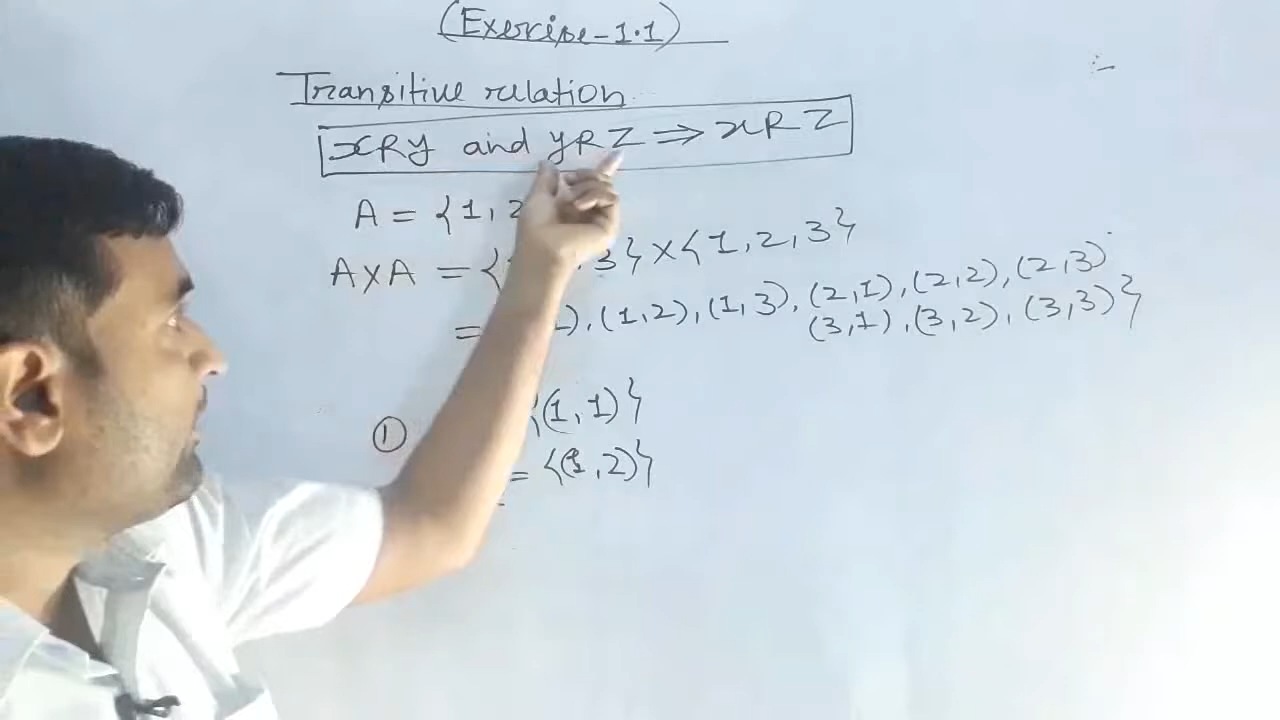 (Exercise-1.1)
Transitive relation
xRy and yRz ⇒ xRz
A = {1, 2
A×A = { 3} × {1, 2, 3}
= ), (1,2), (1,3), (2,1), (2,2), (2,3)
(3,1), (3,2), (3,3)}
① {(1,1)}
= {(1,2)}